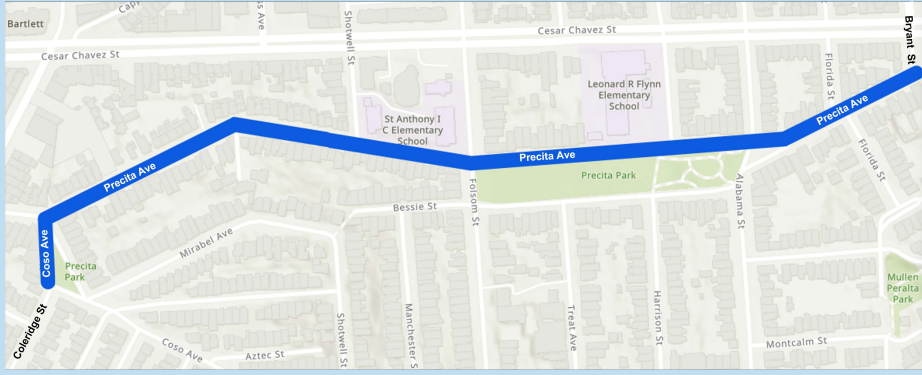 Bartlett
Capp
ss Ave
Shotwell St
Cesar Chavez St
Cesar Chavez St
Bryant St
Florida St
Leonard R Flynn
Elementary
School
St Anthony I
C Elementary
School
Precita Ave
Precita Ave
Precita Ave
Florida St
Precita Park
Folsom St
Alabama St
Bessie St
Mirabel Ave
Coso Ave
Precita
Park
Mullen
Peralta
Park
Coleridge St
Shotwell St
Manchester S
Treat Ave
Harrison St
Montcalm St
Coso Ave
Aztec St